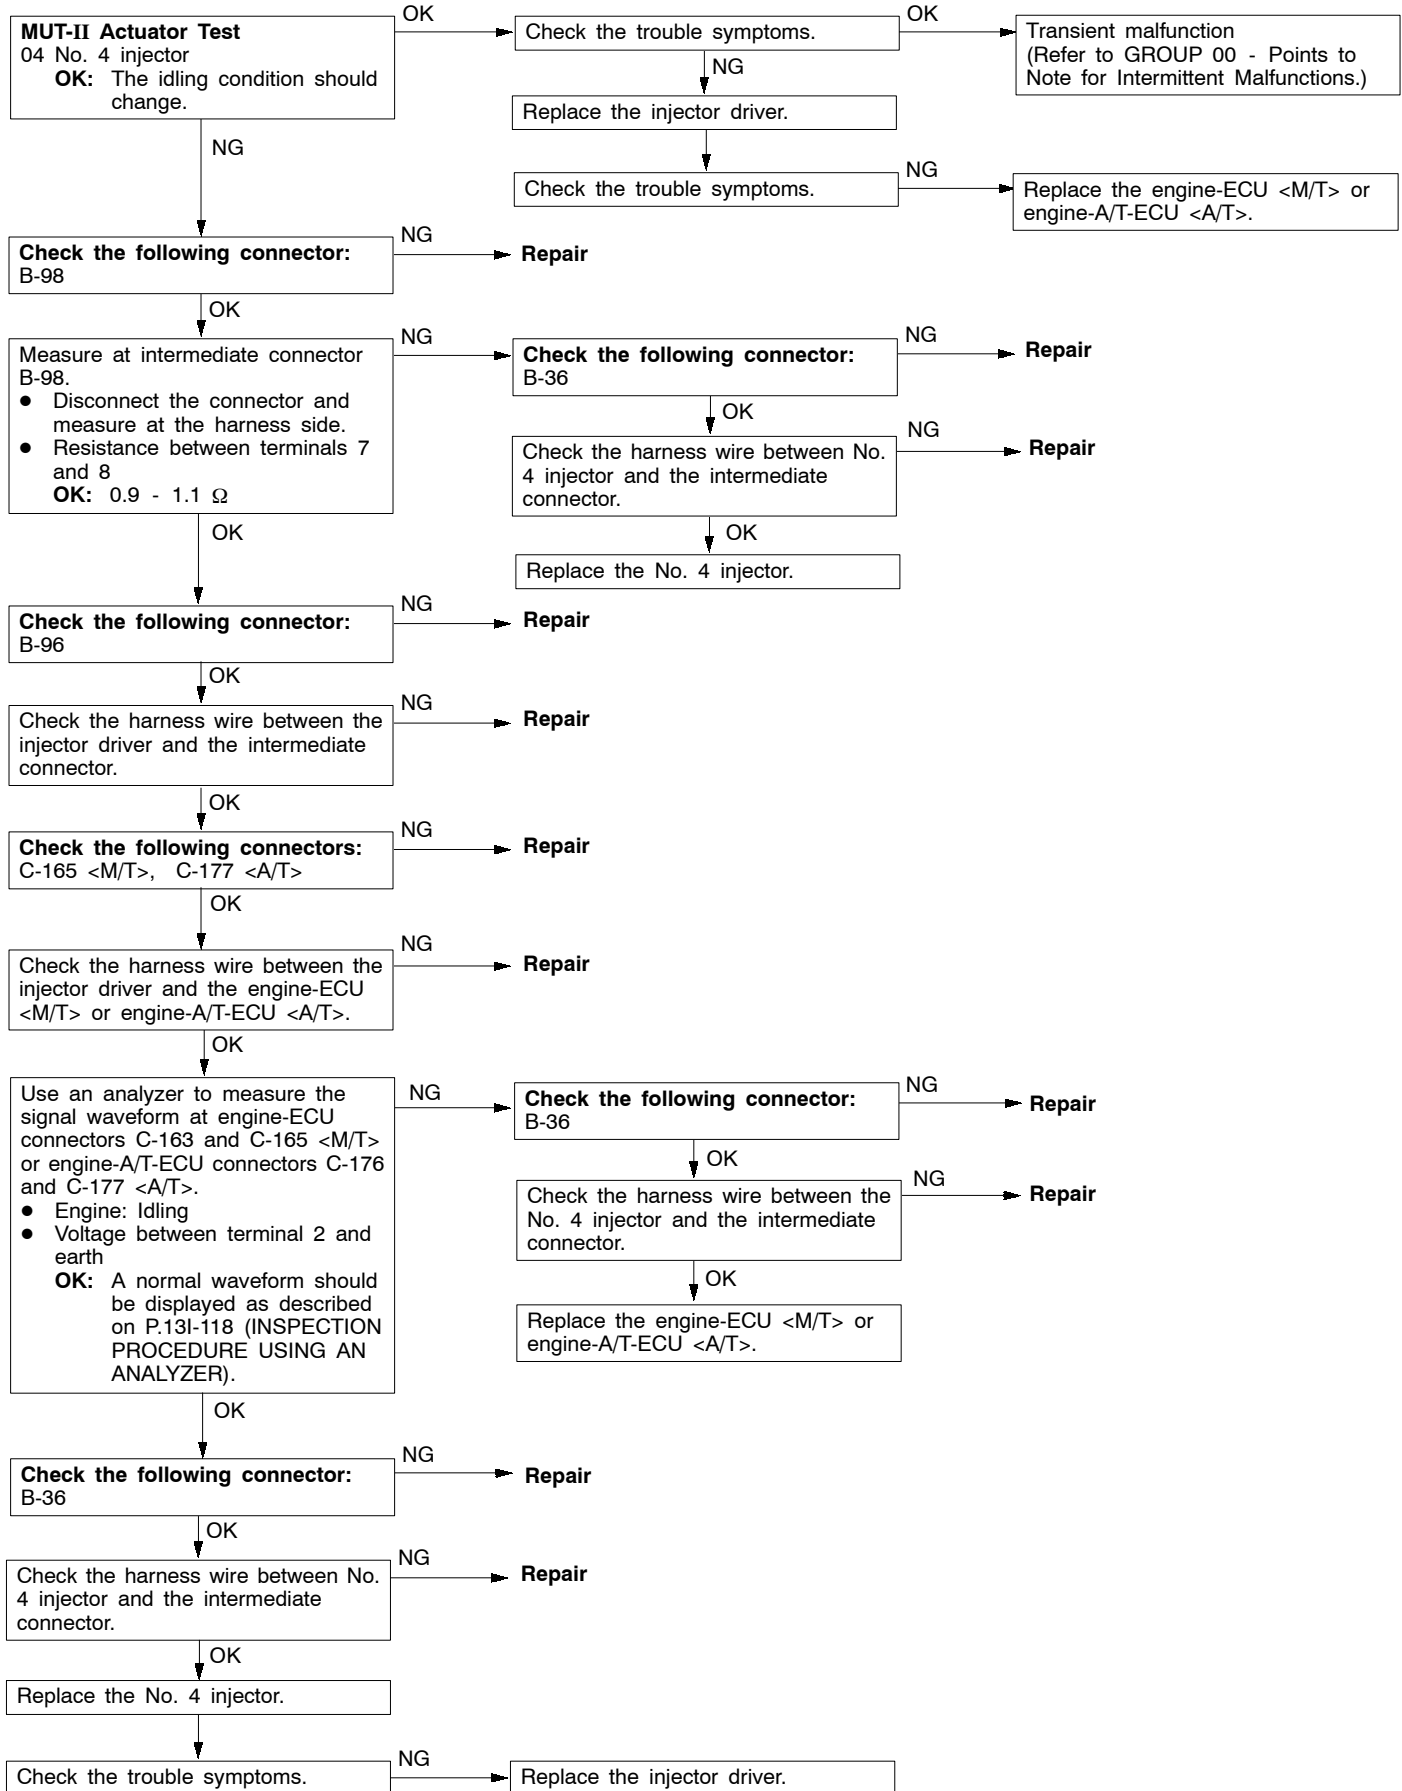 MUT-II Actuator Test
04 No. 4 injector
OK: The idling condition should
change.
OK
Check the trouble symptoms.
OK
Transient malfunction
(Refer to GROUP 00 - Points to
Note for Intermittent Malfunctions.)
NG
Replace the injector driver.
Check the trouble symptoms.
NG
Replace the engine-ECU <M/T> or
engine-A/T-ECU <A/T>.
NG
Check the following connector:
B-98
NG
Repair
OK
Measure at intermediate connector
B-98.
● Disconnect the connector and
measure at the harness side.
● Resistance between terminals 7
and 8
OK: 0.9 - 1.1 Ω
NG
Check the following connector:
B-36
NG
Repair
OK
Check the harness wire between No.
4 injector and the intermediate
connector.
NG
Repair
OK
Replace the No. 4 injector.
OK
Check the following connector:
B-96
NG
Repair
OK
Check the harness wire between the
injector driver and the intermediate
connector.
NG
Repair
OK
Check the following connectors:
C-165 <M/T>, C-177 <A/T>
NG
Repair
OK
Check the harness wire between the
injector driver and the engine-ECU
<M/T> or engine-A/T-ECU <A/T>.
NG
Repair
OK
Use an analyzer to measure the
signal waveform at engine-ECU
connectors C-163 and C-165 <M/T>
or engine-A/T-ECU connectors C-176
and C-177 <A/T>.
● Engine: Idling
● Voltage between terminal 2 and
earth
OK: A normal waveform should
be displayed as described
on P.13I-118 (INSPECTION
PROCEDURE USING AN
ANALYZER).
NG
Check the following connector:
B-36
NG
Repair
OK
Check the harness wire between the
No. 4 injector and the intermediate
connector.
NG
Repair
OK
Replace the engine-ECU <M/T> or
engine-A/T-ECU <A/T>.
OK
Check the following connector:
B-36
NG
Repair
OK
Check the harness wire between No.
4 injector and the intermediate
connector.
NG
Repair
OK
Replace the No. 4 injector.
Check the trouble symptoms.
NG
Replace the injector driver.